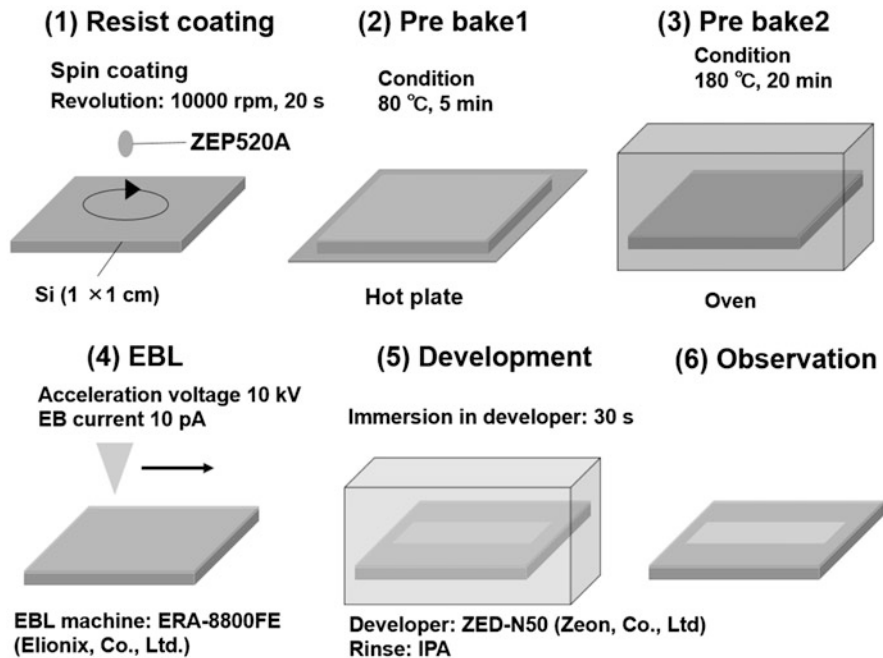 (1) Resist coating
Spin coating
Revolution: 10000 rpm, 20 s
ZEP520A
Si (1 ×1 cm)
(2) Pre bake1
Condition
80 ℃, 5 min
Hot plate
(3) Pre bake2
Condition
180 ℃, 20 min
Oven
(4) EBL
Acceleration voltage 10 kV
EB current 10 pA
EBL machine: ERA-8800FE
(Elionix, Co., Ltd.)
(5) Development
Immersion in developer: 30 s
Developer: ZED-N50 (Zeon, Co., Ltd)
Rinse: IPA
(6) Observation